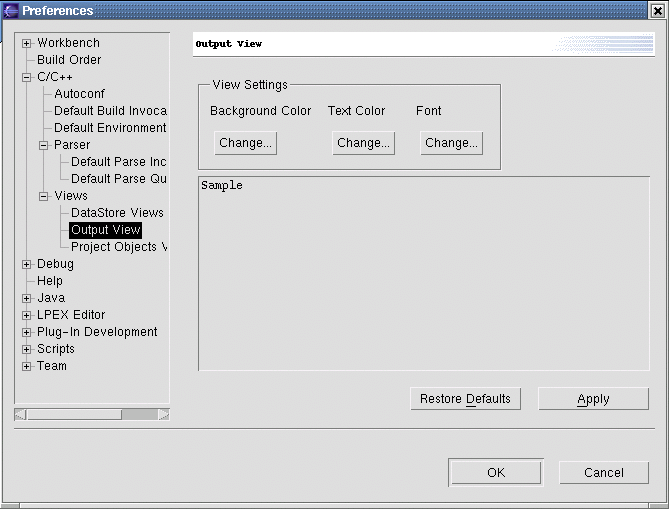 Preferences
Workbench
Build Order
C/C++
Autoconf
Default Build Invoca
Default Environment
Parser
Default Parse Inc
Default Parse Qu
Views
DataStore Views
Output View
Project Objects V
Debug
Help
Java
LPEX Editor
Plug-In Development
Scripts
Team
Output View
View Settings
Background Color Text Color Font
Change... Change... Change...
Sample
Restore Defaults Apply
OK Cancel